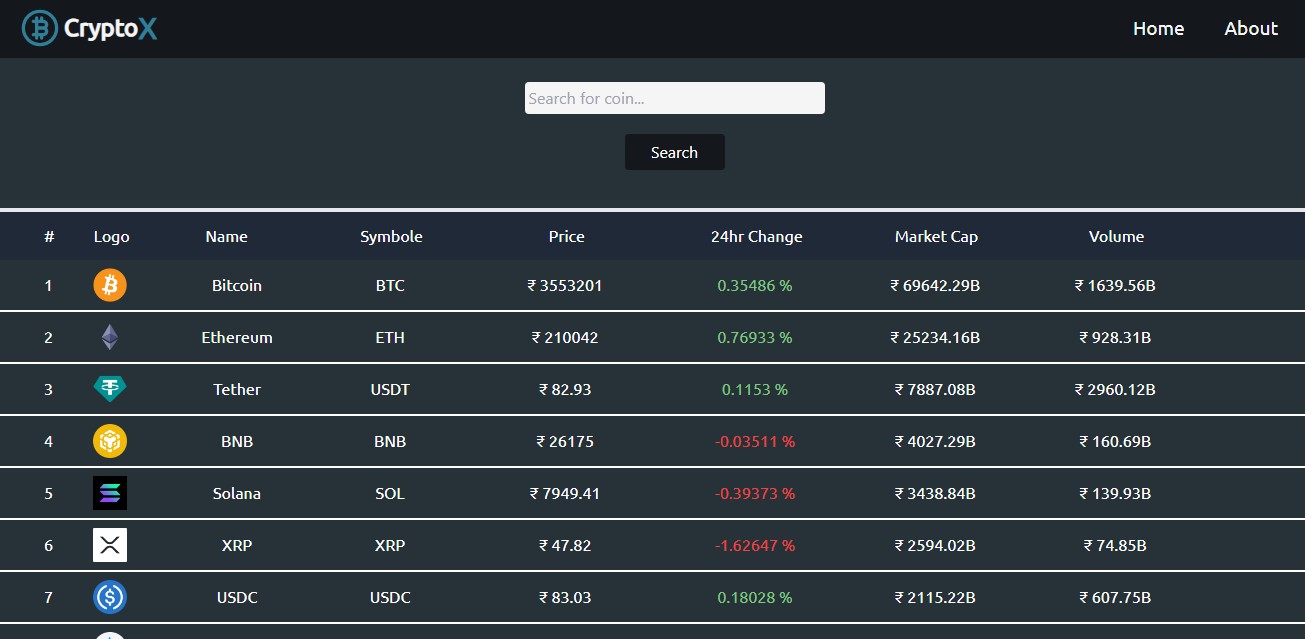 CryptoX Home About
Search for coin...
Search
# Logo Name Symbole Price 24hr Change Market Cap Volume
1 Bitcoin BTC ₹ 3553201 0.35486 % ₹ 69642.29B ₹ 1639.56B
2 Ethereum ETH ₹ 210042 0.76933 % ₹ 25234.16B ₹ 928.31B
3 Tether USDT ₹ 82.93 0.1153 % ₹ 7887.08B ₹ 2960.12B
4 BNB BNB ₹ 26175 -0.03511 % ₹ 4027.29B ₹ 160.69B
5 Solana SOL ₹ 7949.41 -0.39373 % ₹ 3438.84B ₹ 139.93B
6 XRP XRP ₹ 47.82 -1.62647 % ₹ 2594.02B ₹ 74.85B
7 USDC USDC ₹ 83.03 0.18028 % ₹ 2115.22B ₹ 607.75B